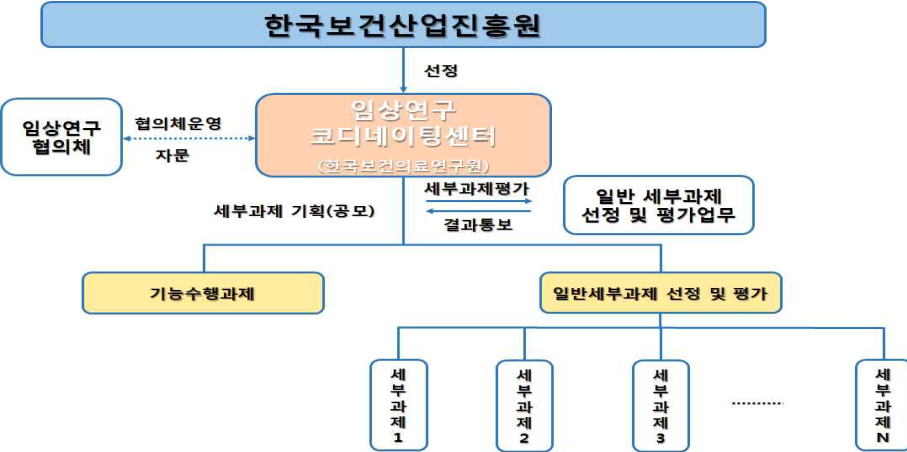 한국보건산업진흥원
선정
임상연구
협의체
협의체운영
자문
임상연구
코디네이팅센터
(한국보건의료연구원)
세부과제 기획(공모)
세부과제평가
결과통보
일반 세부과제
선정 및 평가업무
기능수행과제
일반세부과제 선정 및 평가
세부과제1
세부과제2
세부과제3
..........
세부과제N